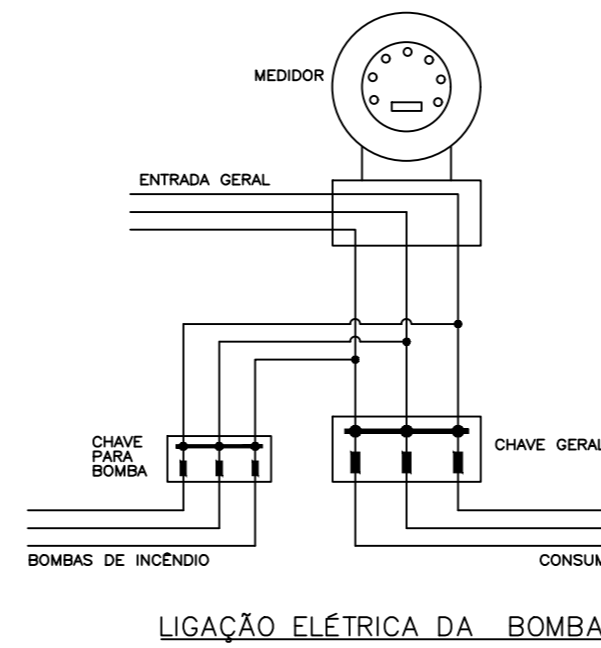 MEDIDOR
ENTRADA GERAL
CHAVE
PARA
BOMBA
CHAVE GERAL
BOMBAS DE INCÊNDIO
CONSUM
LIGAÇÃO ELÉTRICA DA BOMBA